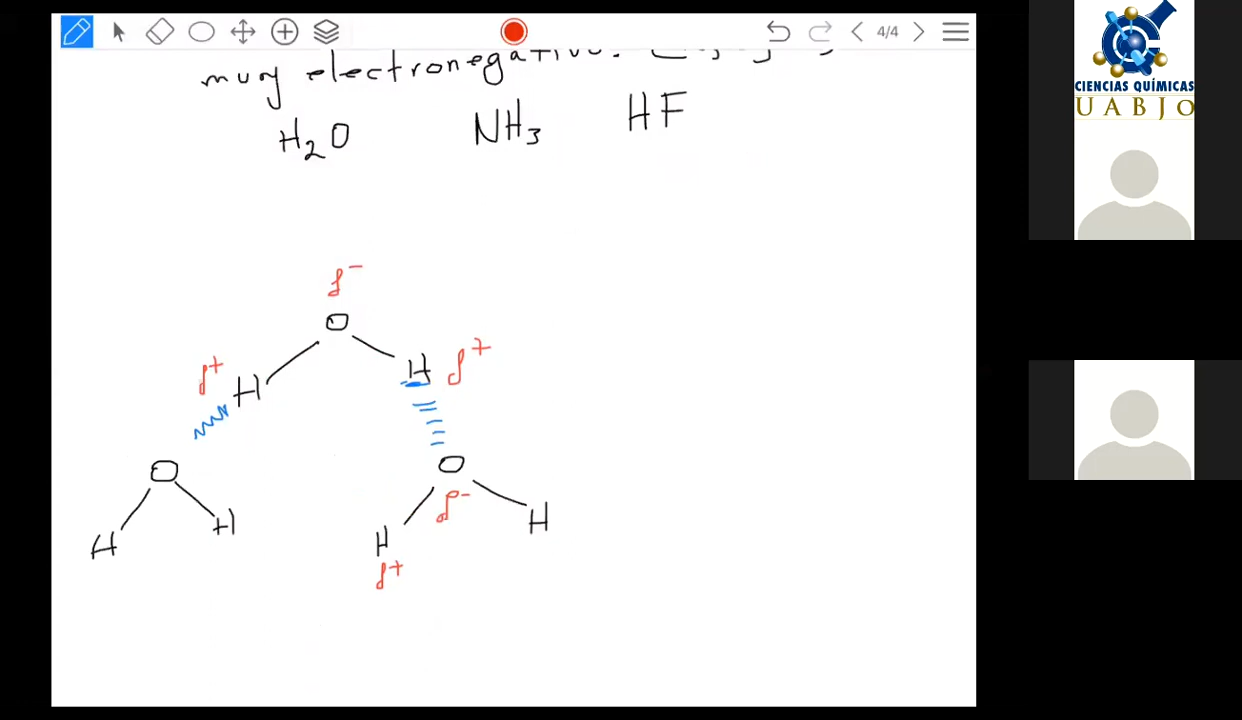 4/4
muy electronegativo.
H2O NH3 HF
δ-
O
δ+ H H δ+
O O
δ-
H H H H
δ+
CIENCIAS QUÍMICAS
UABJO